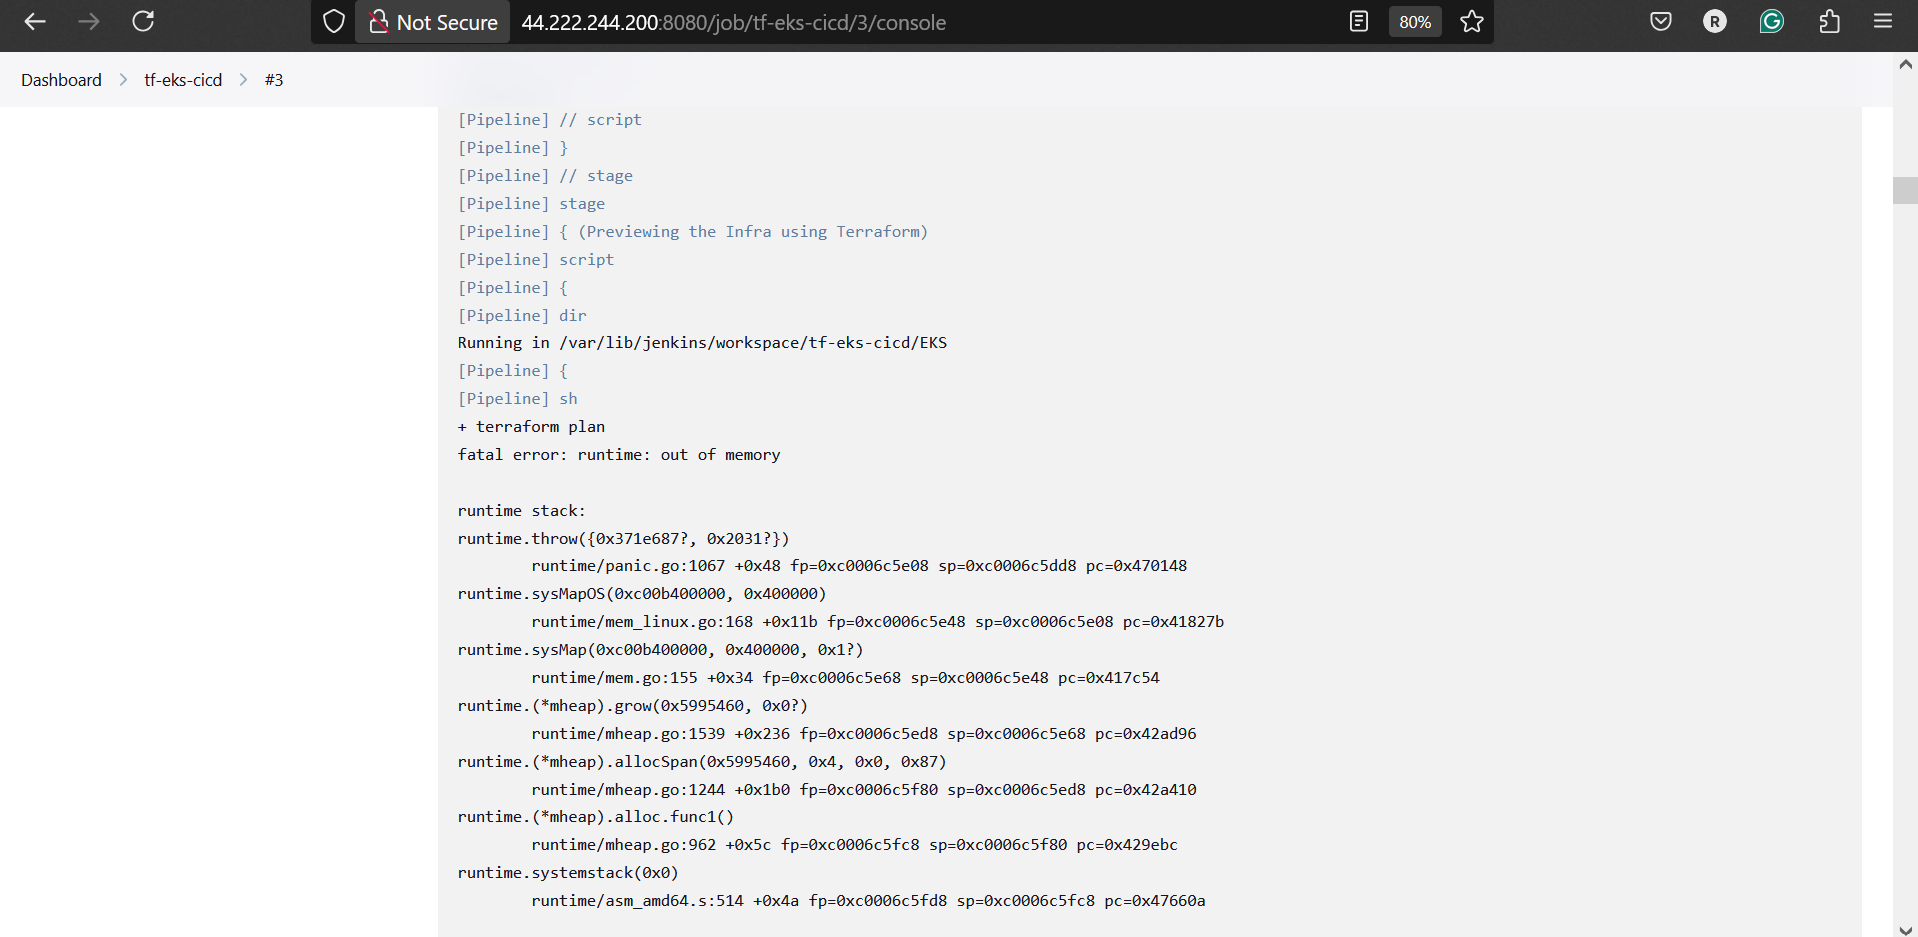 Not Secure 44.222.244.200:8080/job/tf-eks-cicd/3/console 80% R G
Dashboard > tf-eks-cicd > #3
[Pipeline] // script
[Pipeline] }
[Pipeline] // stage
[Pipeline] stage
[Pipeline] { (Previewing the Infra using Terraform)
[Pipeline] script
[Pipeline] {
[Pipeline] dir
Running in /var/lib/jenkins/workspace/tf-eks-cicd/EKS
[Pipeline] {
[Pipeline] sh
+ terraform plan
fatal error: runtime: out of memory
runtime stack:
runtime.throw({0x371e687?, 0x2031?})
runtime/panic.go:1067 +0x48 fp=0xc0006c5e08 sp=0xc0006c5dd8 pc=0x470148
runtime.sysMapOS(0xc00b400000, 0x400000)
runtime/mem_linux.go:168 +0x11b fp=0xc0006c5e48 sp=0xc0006c5e08 pc=0x41827b
runtime.sysMap(0xc00b400000, 0x400000, 0x1?)
runtime/mem.go:155 +0x34 fp=0xc0006c5e68 sp=0xc0006c5e48 pc=0x417c54
runtime.(*mheap).grow(0x5995460, 0x0?)
runtime/mheap.go:1539 +0x236 fp=0xc0006c5ed8 sp=0xc0006c5e68 pc=0x42ad96
runtime.(*mheap).allocSpan(0x5995460, 0x4, 0x0, 0x87)
runtime/mheap.go:1244 +0x1b0 fp=0xc0006c5f80 sp=0xc0006c5ed8 pc=0x42a410
runtime.(*mheap).alloc.func1()
runtime/mheap.go:962 +0x5c fp=0xc0006c5fc8 sp=0xc0006c5f80 pc=0x429ebc
runtime.systemstack(0x0)
runtime/asm_amd64.s:514 +0x4a fp=0xc0006c5fd8 sp=0xc0006c5fc8 pc=0x47660a